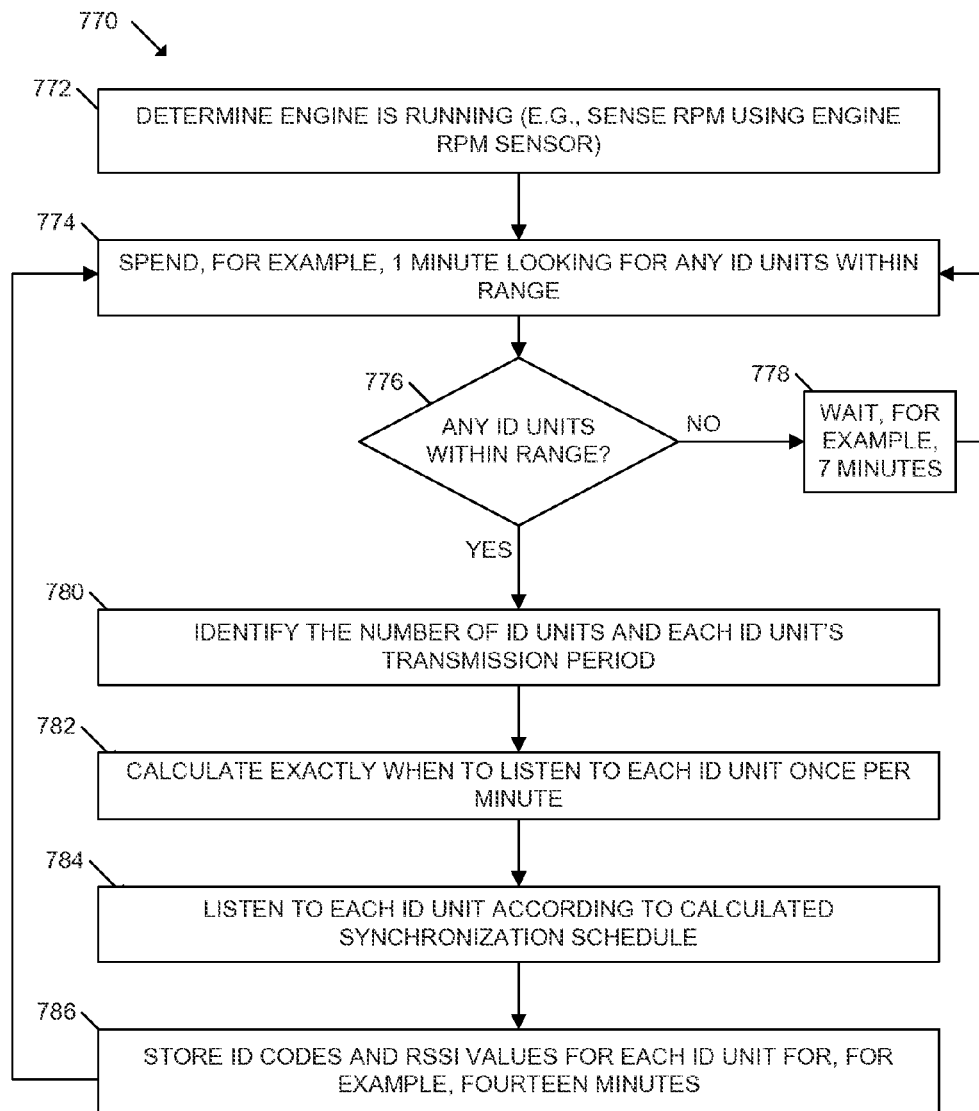 770
772
DETERMINE ENGINE IS RUNNING (E.G., SENSE RPM USING ENGINE
RPM SENSOR)
774
SPEND, FOR EXAMPLE, 1 MINUTE LOOKING FOR ANY ID UNITS WITHIN
RANGE
776
ANY ID UNITS
WITHIN RANGE?
NO
778
WAIT, FOR
EXAMPLE,
7 MINUTES
YES
780
IDENTIFY THE NUMBER OF ID UNITS AND EACH ID UNIT'S
TRANSMISSION PERIOD
782
CALCULATE EXACTLY WHEN TO LISTEN TO EACH ID UNIT ONCE PER
MINUTE
784
LISTEN TO EACH ID UNIT ACCORDING TO CALCULATED
SYNCHRONIZATION SCHEDULE
786
STORE ID CODES AND RSSI VALUES FOR EACH ID UNIT FOR, FOR
EXAMPLE, FOURTEEN MINUTES